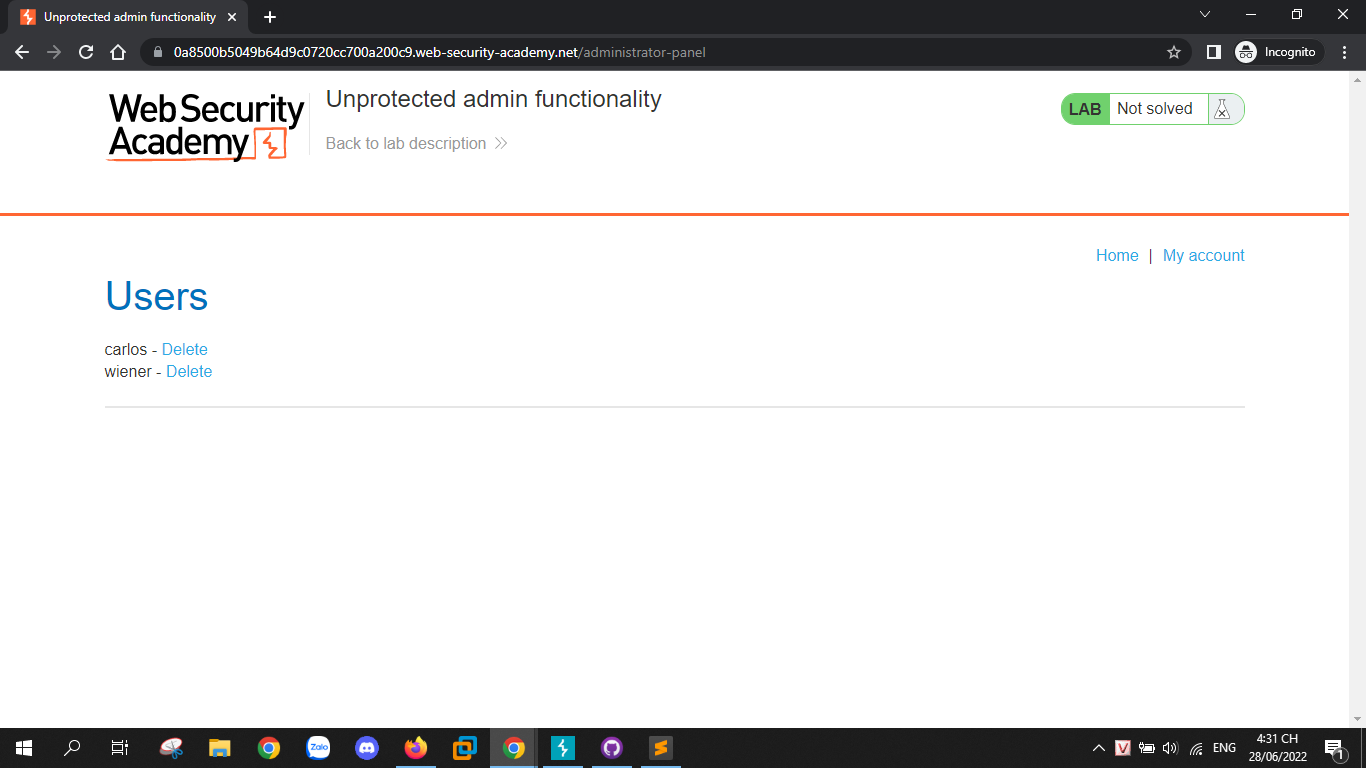 Unprotected admin functionality
0a8500b5049b64d9c0720cc700a200c9.web-security-academy.net/administrator-panel
Incognito
Web Security
Academy
Unprotected admin functionality
Back to lab description
LAB Not solved
Home | My account
Users
carlos - Delete
wiener - Delete
Zalo
V
ENG
4:31 CH
28/06/2022
1